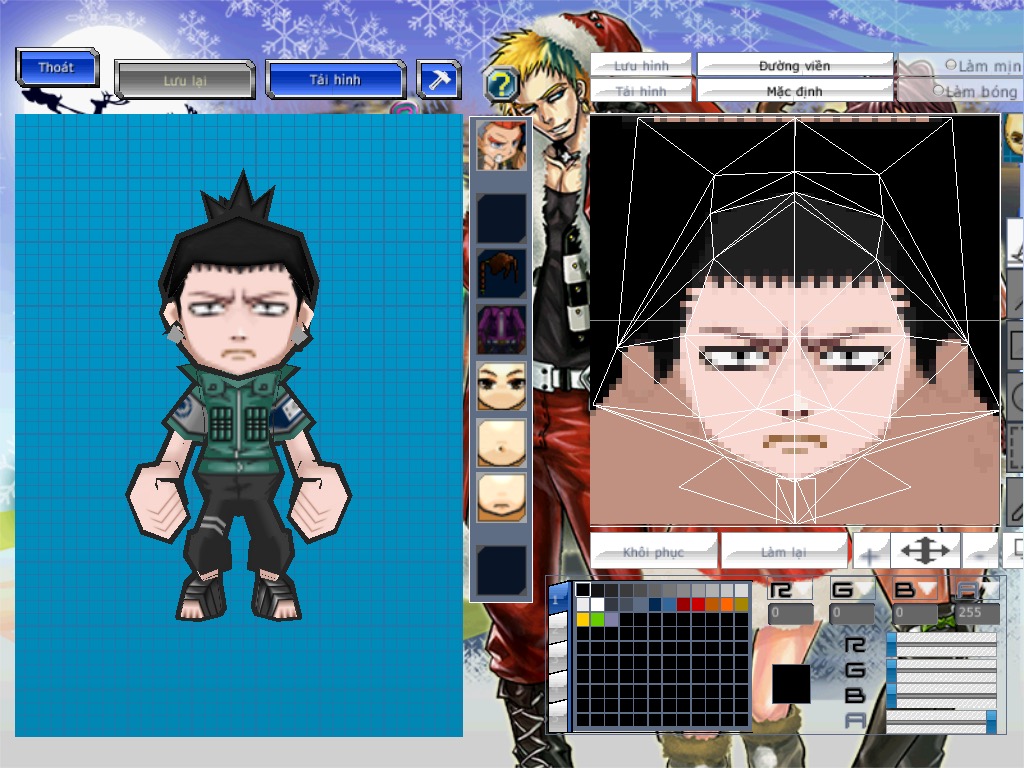 Thoát
Lưu lại
Tải hình
?
Lưu hình
Đường viền
Làm mịn
Tải hình
Mặc định
Làm bóng
Khôi phục
Làm lại
+
-
1
R G B A
0 0 0 255
R
G
B
A